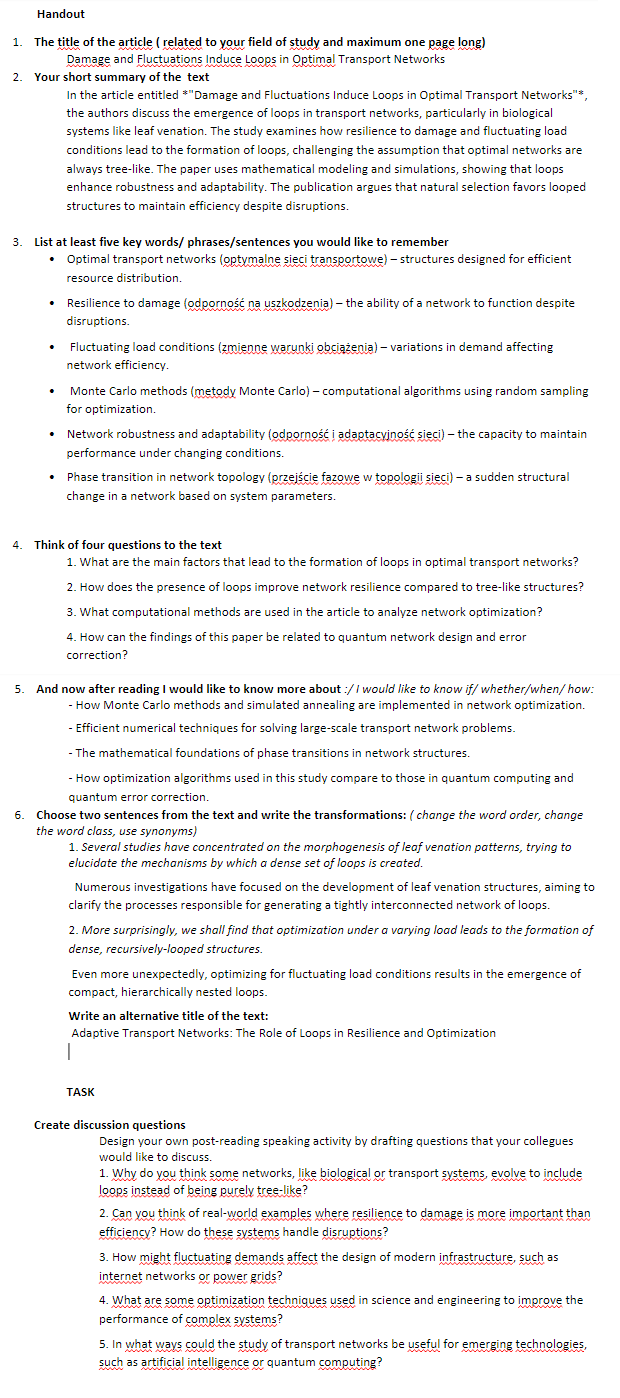 Handout
1. The title of the article ( related to your field of study and maximum one page long)
Damage and Fluctuations Induce Loops in Optimal Transport Networks
2. Your short summary of the text
In the article entitled *"Damage and Fluctuations Induce Loops in Optimal Transport Networks"*,
the authors discuss the emergence of loops in transport networks, particularly in biological
systems like leaf venation. The study examines how resilience to damage and fluctuating load
conditions lead to the formation of loops, challenging the assumption that optimal networks are
always tree-like. The paper uses mathematical modeling and simulations, showing that loops
enhance robustness and adaptability. The publication argues that natural selection favors looped
structures to maintain efficiency despite disruptions.
3. List at least five key words/ phrases/sentences you would like to remember
• Optimal transport networks (optymalne sieci transportowe) – structures designed for efficient
resource distribution.
• Resilience to damage (odporność na uszkodzenia) – the ability of a network to function despite
disruptions.
• Fluctuating load conditions (zmienne warunki obciążenia) – variations in demand affecting
network efficiency.
• Monte Carlo methods (metody Monte Carlo) – computational algorithms using random sampling
for optimization.
• Network robustness and adaptability (odporność i adaptacyjność sieci) – the capacity to maintain
performance under changing conditions.
• Phase transition in network topology (przejście fazowe w topologii sieci) – a sudden structural
change in a network based on system parameters.
4. Think of four questions to the text
1. What are the main factors that lead to the formation of loops in optimal transport networks?
2. How does the presence of loops improve network resilience compared to tree-like structures?
3. What computational methods are used in the article to analyze network optimization?
4. How can the findings of this paper be related to quantum network design and error
correction?
5. And now after reading I would like to know more about :/ I would like to know if/ whether/when/ how:
- How Monte Carlo methods and simulated annealing are implemented in network optimization.
- Efficient numerical techniques for solving large-scale transport network problems.
- The mathematical foundations of phase transitions in network structures.
- How optimization algorithms used in this study compare to those in quantum computing and
quantum error correction.
6. Choose two sentences from the text and write the transformations: ( change the word order, change
the word class, use synonyms)
1. Several studies have concentrated on the morphogenesis of leaf venation patterns, trying to
elucidate the mechanisms by which a dense set of loops is created.
Numerous investigations have focused on the development of leaf venation structures, aiming to
clarify the processes responsible for generating a tightly interconnected network of loops.
2. More surprisingly, we shall find that optimization under a varying load leads to the formation of
dense, recursively-looped structures.
Even more unexpectedly, optimizing for fluctuating load conditions results in the emergence of
compact, hierarchically nested loops.
Write an alternative title of the text:
Adaptive Transport Networks: The Role of Loops in Resilience and Optimization
TASK
Create discussion questions
Design your own post-reading speaking activity by drafting questions that your collegues
would like to discuss.
1. Why do you think some networks, like biological or transport systems, evolve to include
loops instead of being purely tree-like?
2. Can you think of real-world examples where resilience to damage is more important than
efficiency? How do these systems handle disruptions?
3. How might fluctuating demands affect the design of modern infrastructure, such as
internet networks or power grids?
4. What are some optimization techniques used in science and engineering to improve the
performance of complex systems?
5. In what ways could the study of transport networks be useful for emerging technologies,
such as artificial intelligence or quantum computing?